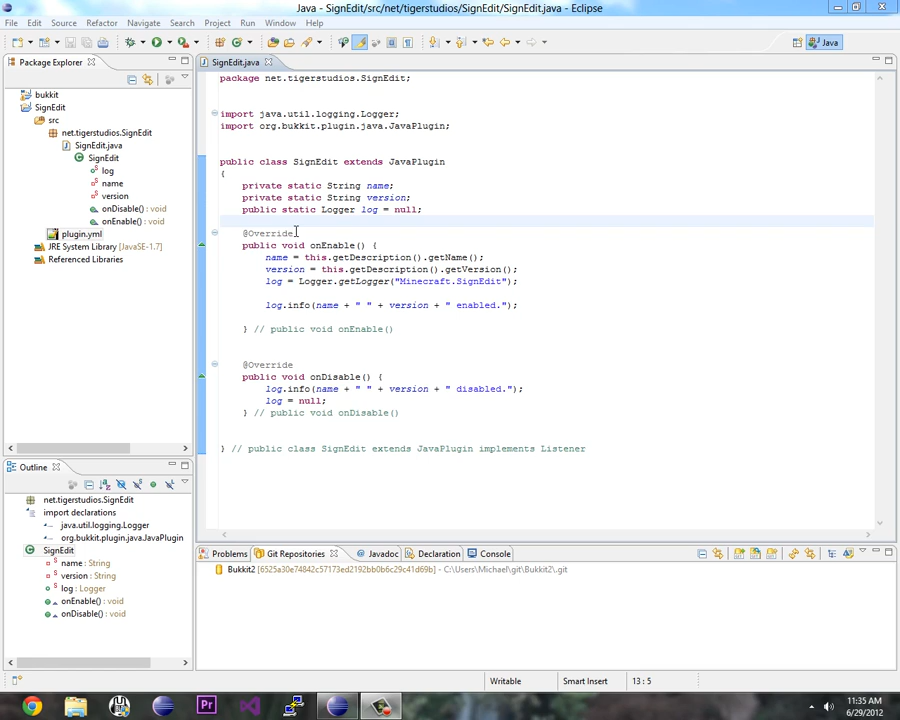 Java - SignEdit/src/net/tigerstudios/SignEdit/SignEdit.java - Eclipse
File Edit Source Refactor Navigate Search Project Run Window Help
Java
Package Explorer
bukkit
SignEdit
src
net.tigerstudios.SignEdit
SignEdit.java
SignEdit
log
name
version
onDisable() : void
onEnable() : void
plugin.yml
JRE System Library [JavaSE-1.7]
Referenced Libraries
SignEdit.java
package net.tigerstudios.SignEdit;
import java.util.logging.Logger;
import org.bukkit.plugin.java.JavaPlugin;
public class SignEdit extends JavaPlugin
{
private static String name;
private static String version;
public static Logger log = null;
@Override
public void onEnable() {
name = this.getDescription().getName();
version = this.getDescription().getVersion();
log = Logger.getLogger("Minecraft.SignEdit");
log.info(name + " " + version + " enabled.");
} // public void onEnable()
@Override
public void onDisable() {
log.info(name + " " + version + " disabled.");
log = null;
} // public void onDisable()
} // public class SignEdit extends JavaPlugin implements Listener
Outline
net.tigerstudios.SignEdit
import declarations
java.util.logging.Logger
org.bukkit.plugin.java.JavaPlugin
SignEdit
name : String
version : String
log : Logger
onEnable() : void
onDisable() : void
Problems Git Repositories Javadoc Declaration Console
Bukkit2 [6525a30e74842c57173ed2192bb0b6c29c41d69b] - C:\Users\Michael\git\Bukkit2\.git
Writable Smart Insert 13 : 5
Pr
11:35 AM
6/29/2012